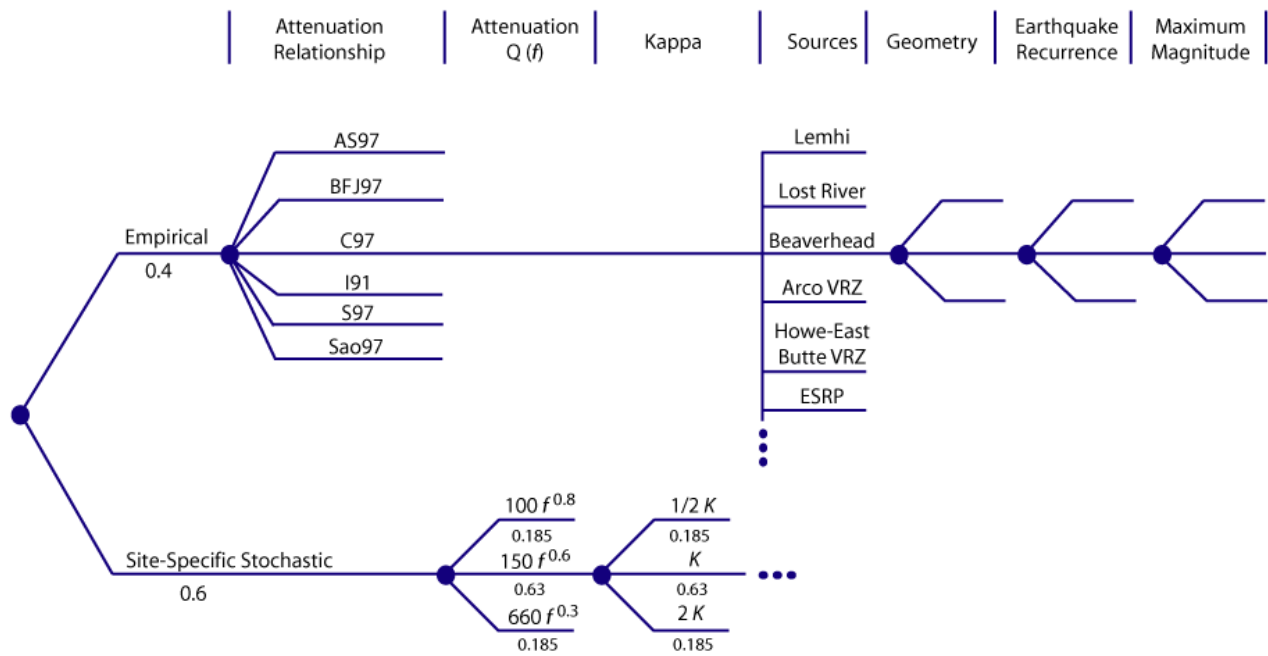 Attenuation
Relationship
Attenuation
Q (f)
Kappa
Sources
Geometry
Earthquake
Recurrence
Maximum
Magnitude
AS97
BFJ97
Empirical
0.4
C97
I91
S97
Sao97
Lemhi
Lost River
Beaverhead
Arco VRZ
Howe-East
Butte VRZ
ESRP
Site-Specific Stochastic
0.6
100 f^0.8
0.185
150 f^0.6
0.63
660 f^0.3
0.185
1/2 K
0.185
K
0.63
2 K
0.185